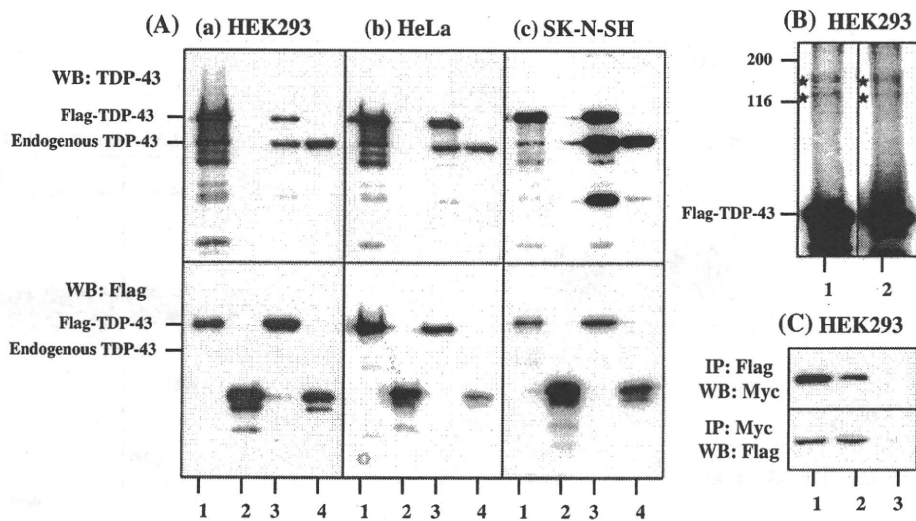 (A) (a) HEK293 (b) HeLa (c) SK-N-SH
WB: TDP-43
Flag-TDP-43
Endogenous TDP-43
WB: Flag
Flag-TDP-43
Endogenous TDP-43
1 2 3 4 1 2 3 4 1 2 3 4
(B) HEK293
200
116
Flag-TDP-43
1 2
(C) HEK293
IP: Flag
WB: Myc
IP: Myc
WB: Flag
1 2 3